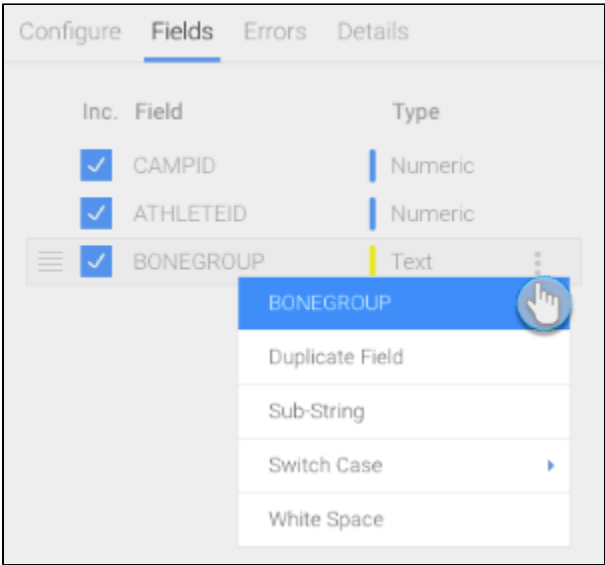 Configure Fields Errors Details
Inc. Field Type
CAMPID Numeric
ATHLETEID Numeric
BONEGROUP Text
BONEGROUP
Duplicate Field
Sub-String
Switch Case
White Space